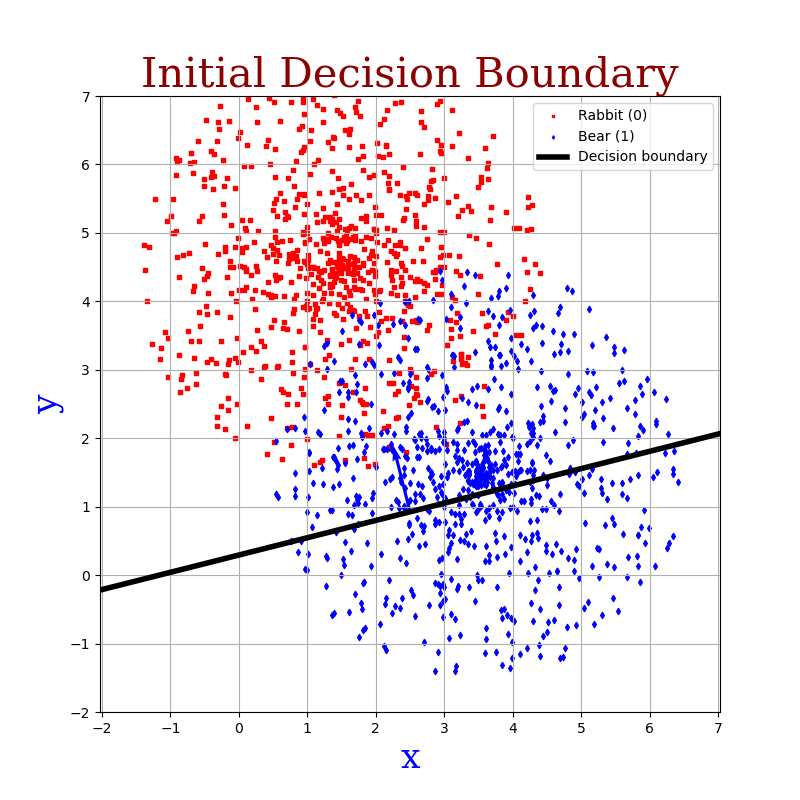 Initial Decision Boundary
Rabbit (0)
Bear (1)
Decision boundary
7
6
5
4
3
2
1
0
−1
−2
y
−2 −1 0 1 2 3 4 5 6 7
x